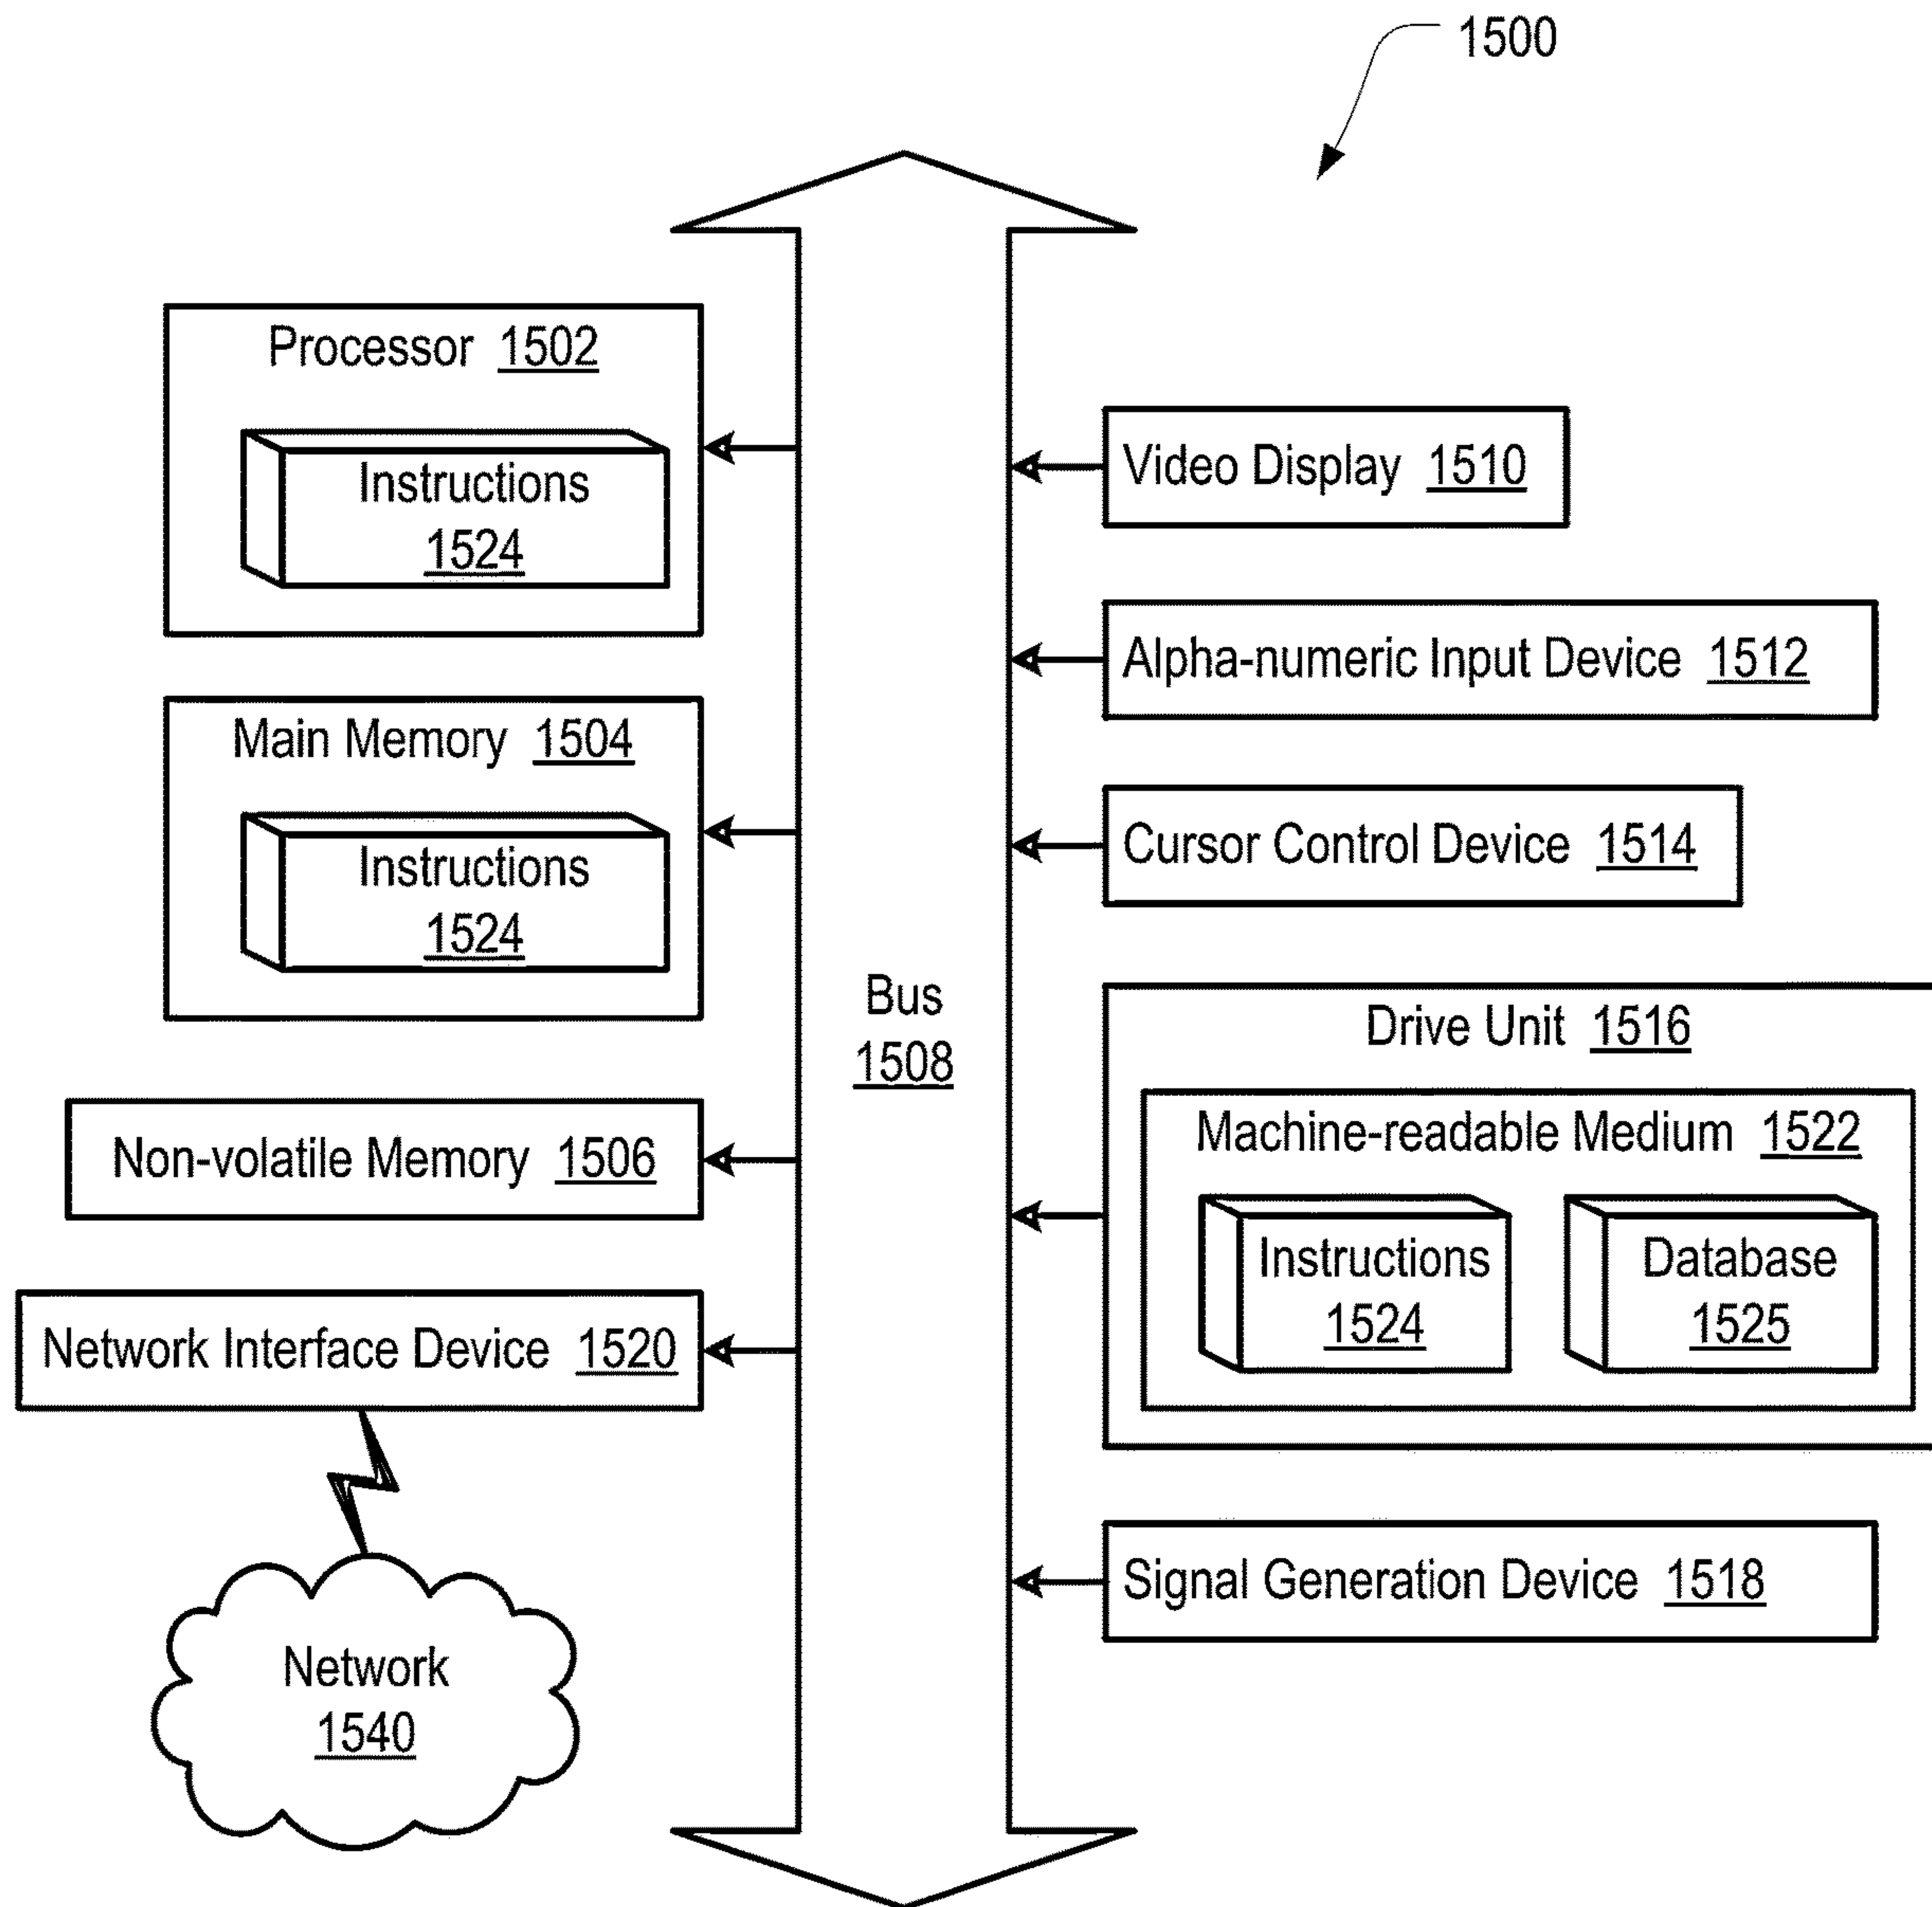 1500
Processor 1502
Instructions
1524
Main Memory 1504
Instructions
1524
Non-volatile Memory 1506
Network Interface Device 1520
Network
1540
Bus
1508
Video Display 1510
Alpha-numeric Input Device 1512
Cursor Control Device 1514
Drive Unit 1516
Machine-readable Medium 1522
Instructions
1524
Database
1525
Signal Generation Device 1518